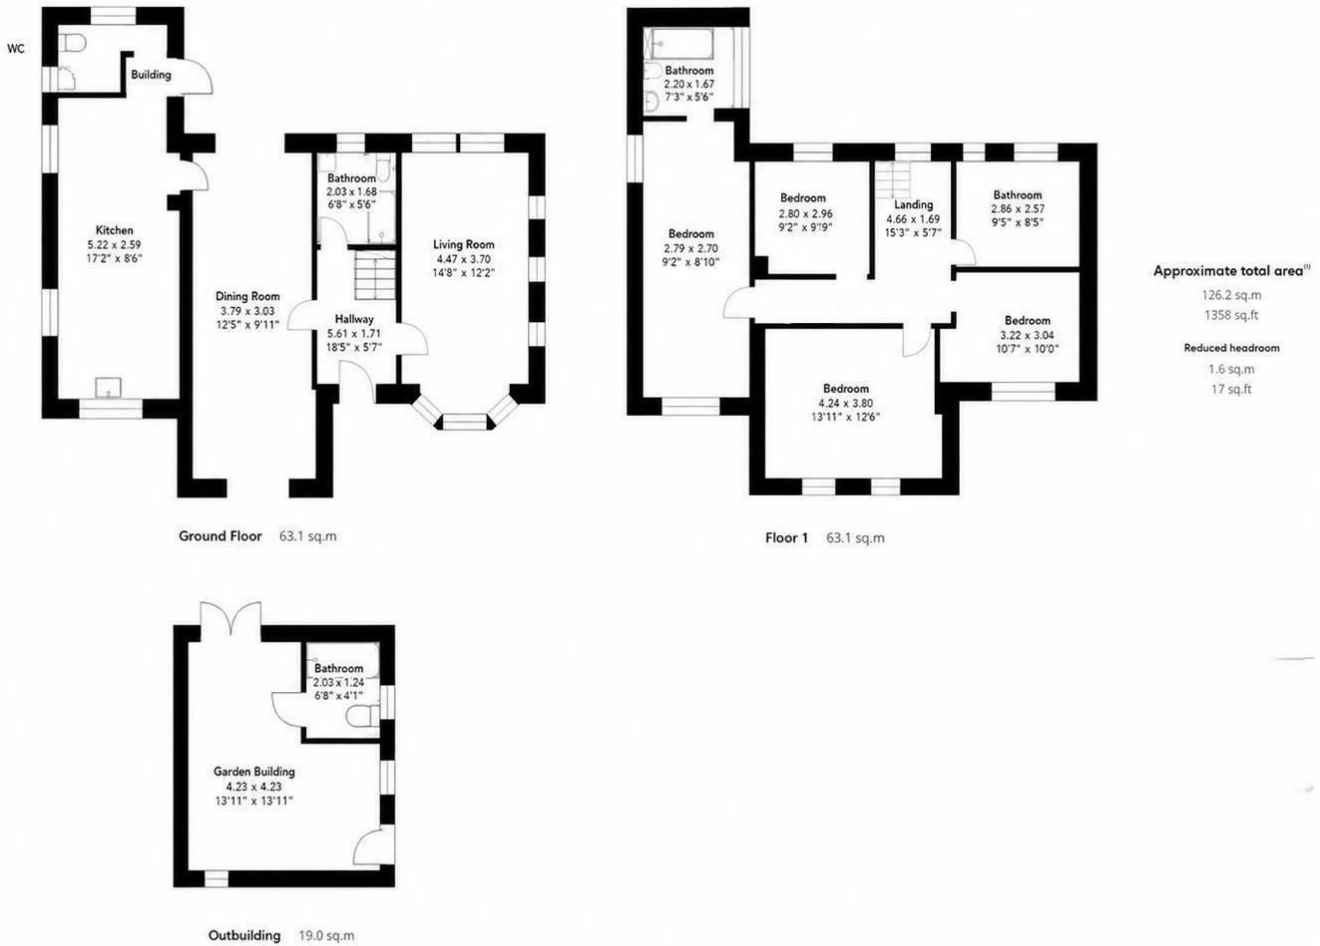 WC
Building
Kitchen
5.22 x 2.59
17'2" x 8'6"
Dining Room
3.79 x 3.03
12'5" x 9'11"
Bathroom
2.03 x 1.68
6'8" x 5'6"
Hallway
5.61 x 1.71
18'5" x 5'7"
Living Room
4.47 x 3.70
14'8" x 12'2"
Ground Floor 63.1 sq.m
Bathroom
2.20 x 1.67
7'3" x 5'6"
Bedroom
2.79 x 2.70
9'2" x 8'10"
Bedroom
2.80 x 2.96
9'2" x 9'9"
Landing
4.66 x 1.69
15'3" x 5'7"
Bathroom
2.86 x 2.57
9'5" x 8'5"
Bedroom
3.22 x 3.04
10'7" x 10'0"
Bedroom
4.24 x 3.80
13'11" x 12'6"
Floor 1 63.1 sq.m
Approximate total area(1)
126.2 sq.m
1358 sq.ft
Reduced headroom
1.6 sq.m
17 sq.ft
Bathroom
2.03 x 1.24
6'8" x 4'1"
Garden Building
4.23 x 4.23
13'11" x 13'11"
Outbuilding 19.0 sq.m